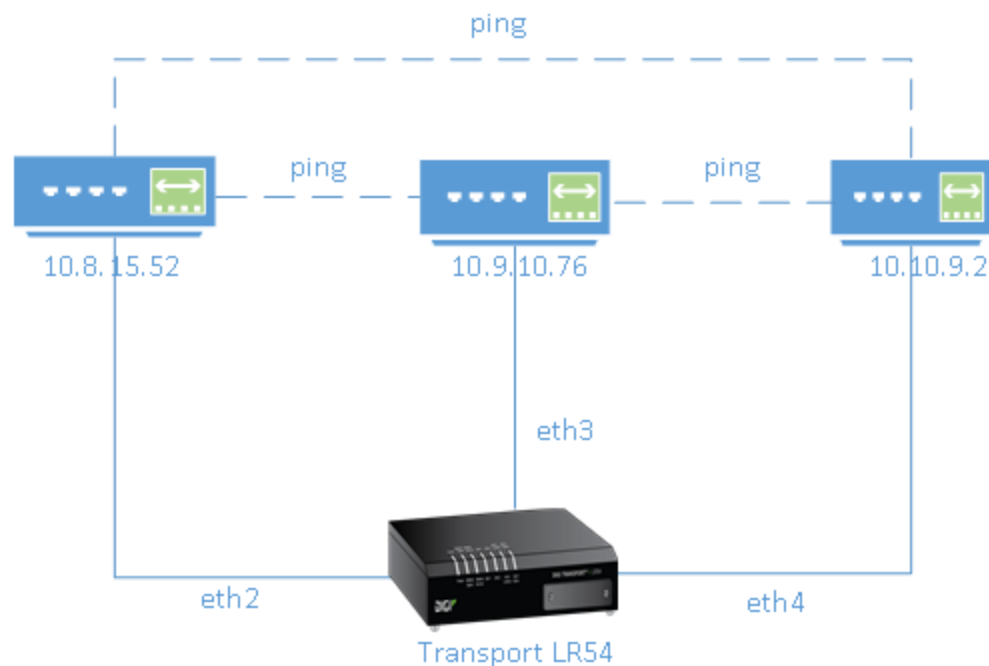 ping
ping
ping
10.8.15.52
10.9.10.76
10.10.9.2
eth3
eth2
eth4
Transport LR54